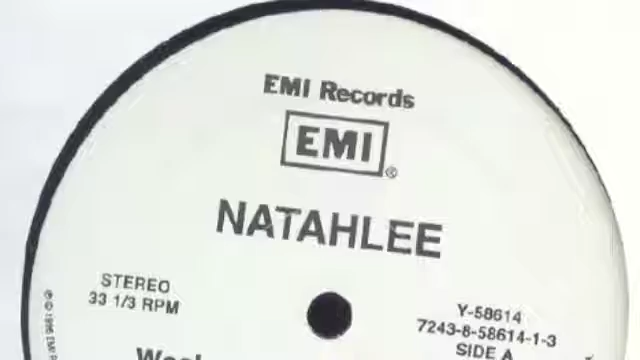 EMI Records
EMI®
NATAHLEE
STEREO
33 1/3 RPM
Y-58614
7243-8-58614-1-3
SIDE A